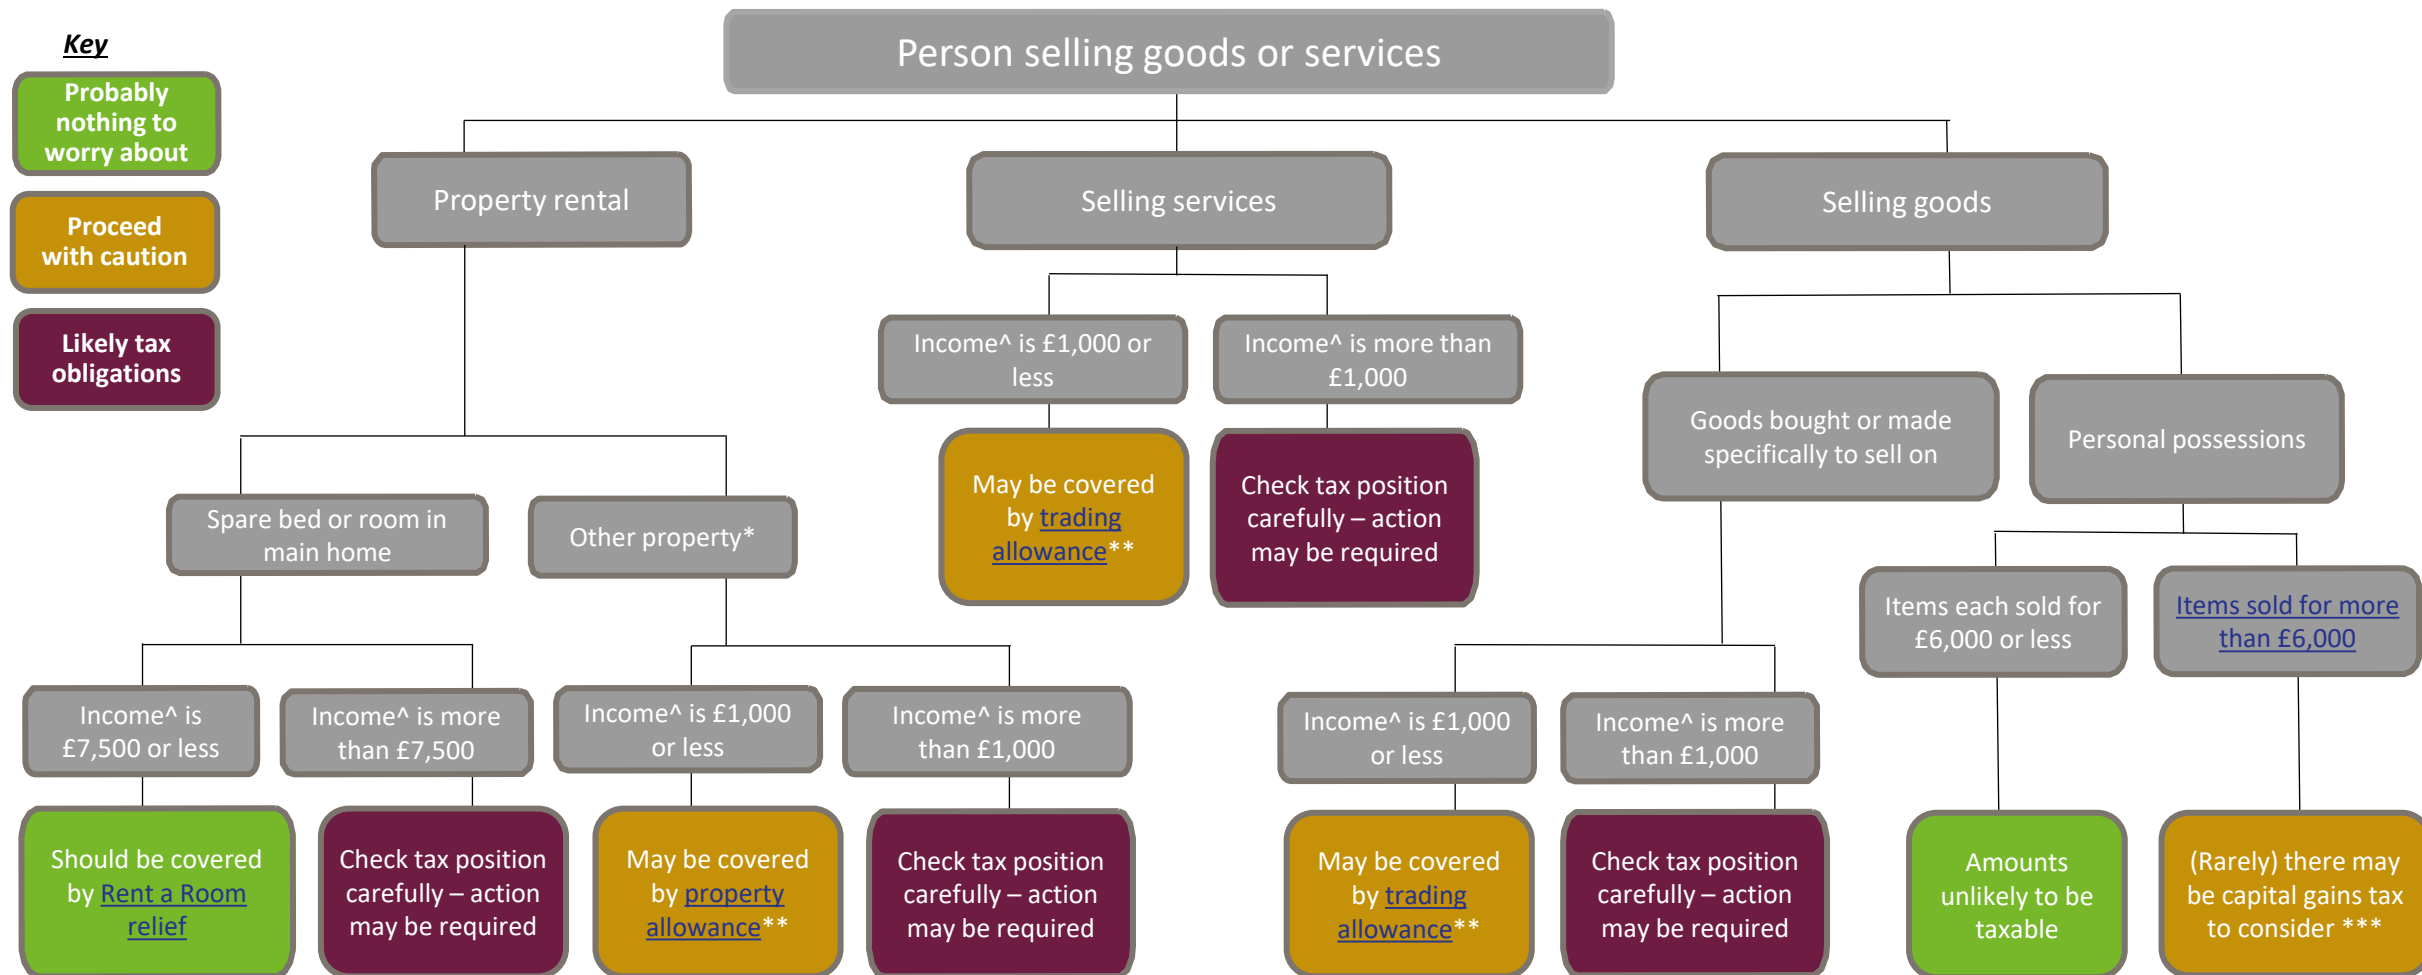 Key
Probably
nothing to
worry about
Proceed
with caution
Likely tax
obligations
Person selling goods or services
Property rental
Selling services
Selling goods
Income^ is £1,000 or
less
Income^ is more than
£1,000
Goods bought or made
specifically to sell on
Personal possessions
May be covered
by trading
allowance**
Check tax position
carefully – action
may be required
Spare bed or room in
main home
Other property*
Items each sold for
£6,000 or less
Items sold for more
than £6,000
Income^ is
£7,500 or less
Income^ is more
than £7,500
Income^ is £1,000
or less
Income^ is more
than £1,000
Income^ is £1,000
or less
Income^ is more
than £1,000
Should be covered
by Rent a Room
relief
Check tax position
carefully – action
may be required
May be covered
by property
allowance**
Check tax position
carefully – action
may be required
May be covered
by trading
allowance**
Check tax position
carefully – action
may be required
Amounts
unlikely to be
taxable
(Rarely) there may
be capital gains tax
to consider ***